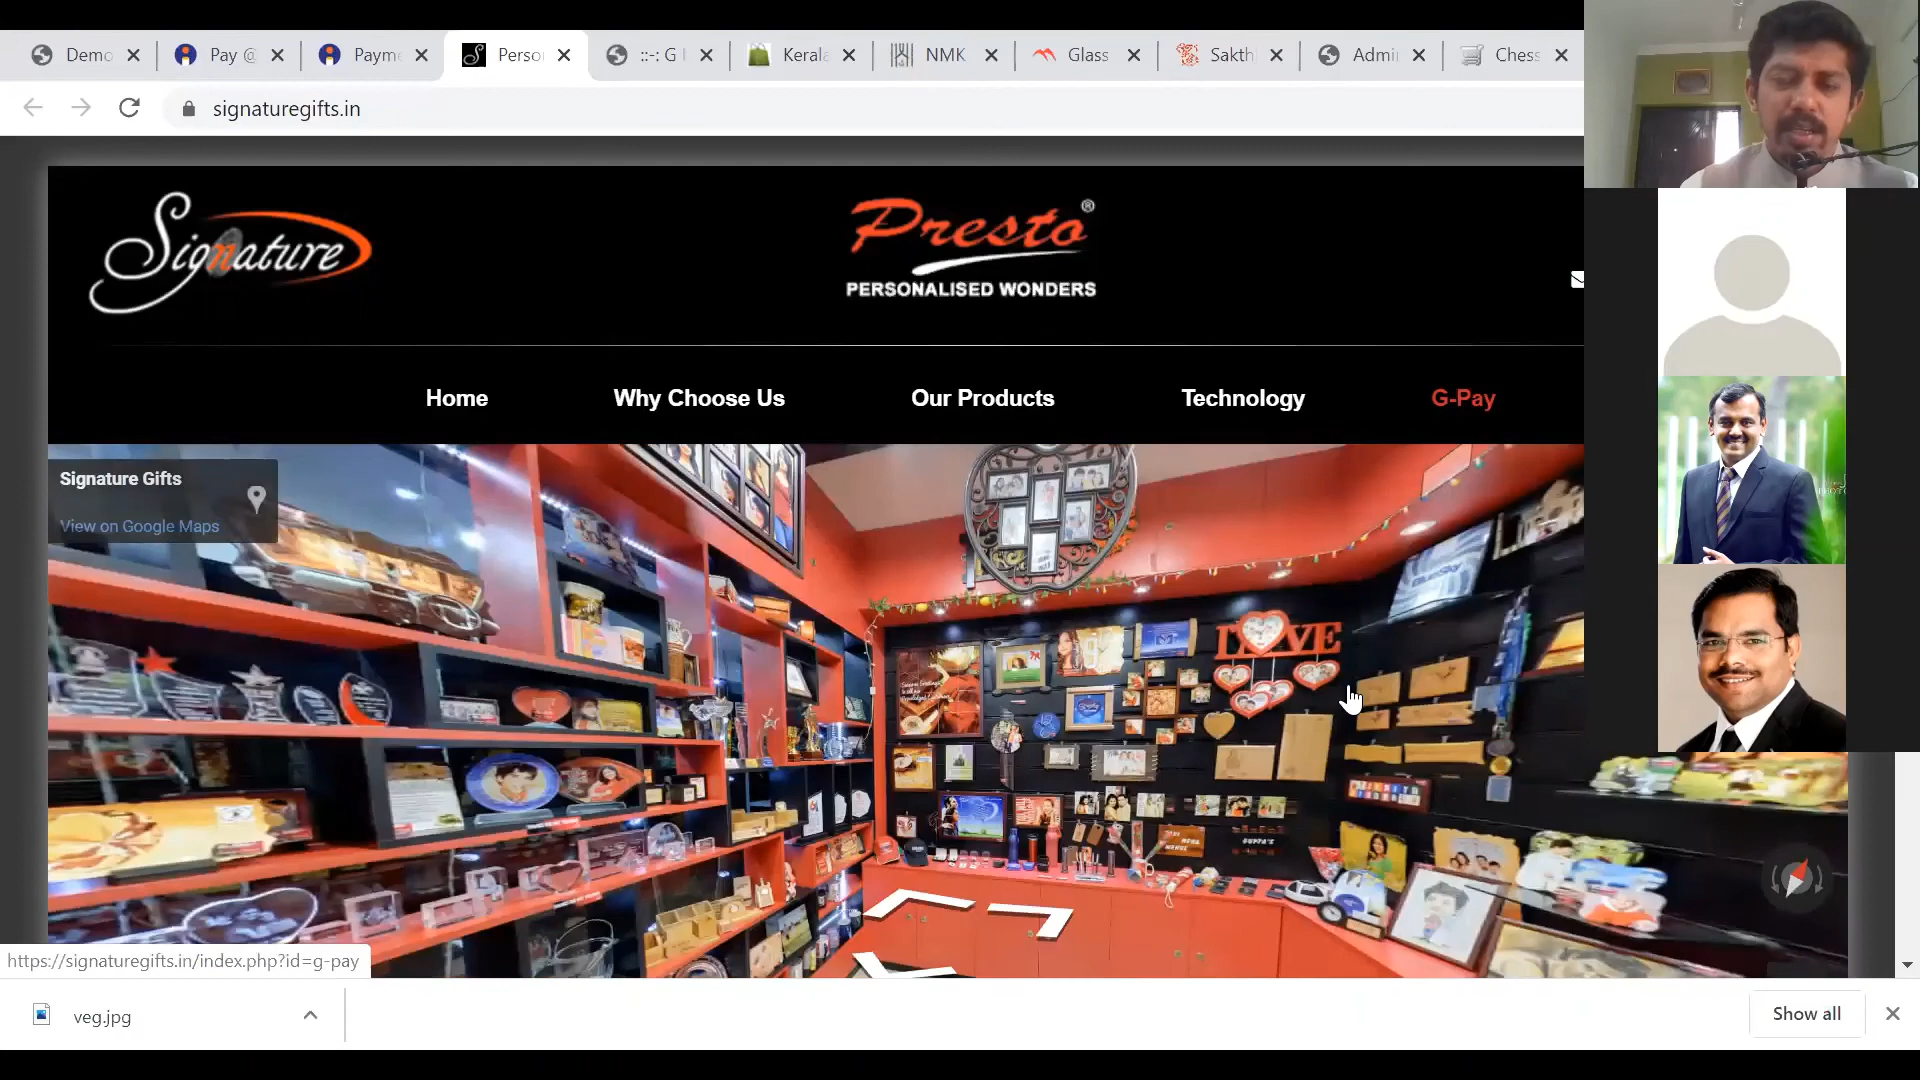 Demo
Pay @
Payme
Perso
::-: G
Kerala
NMK
Glass
Sakth
Admi
Chess
signaturegifts.in
Signature
Presto®
PERSONALISED WONDERS
Home
Why Choose Us
Our Products
Technology
G-Pay
Signature Gifts
View on Google Maps
LOVE
https://signaturegifts.in/index.php?id=g-pay
veg.jpg
Show all